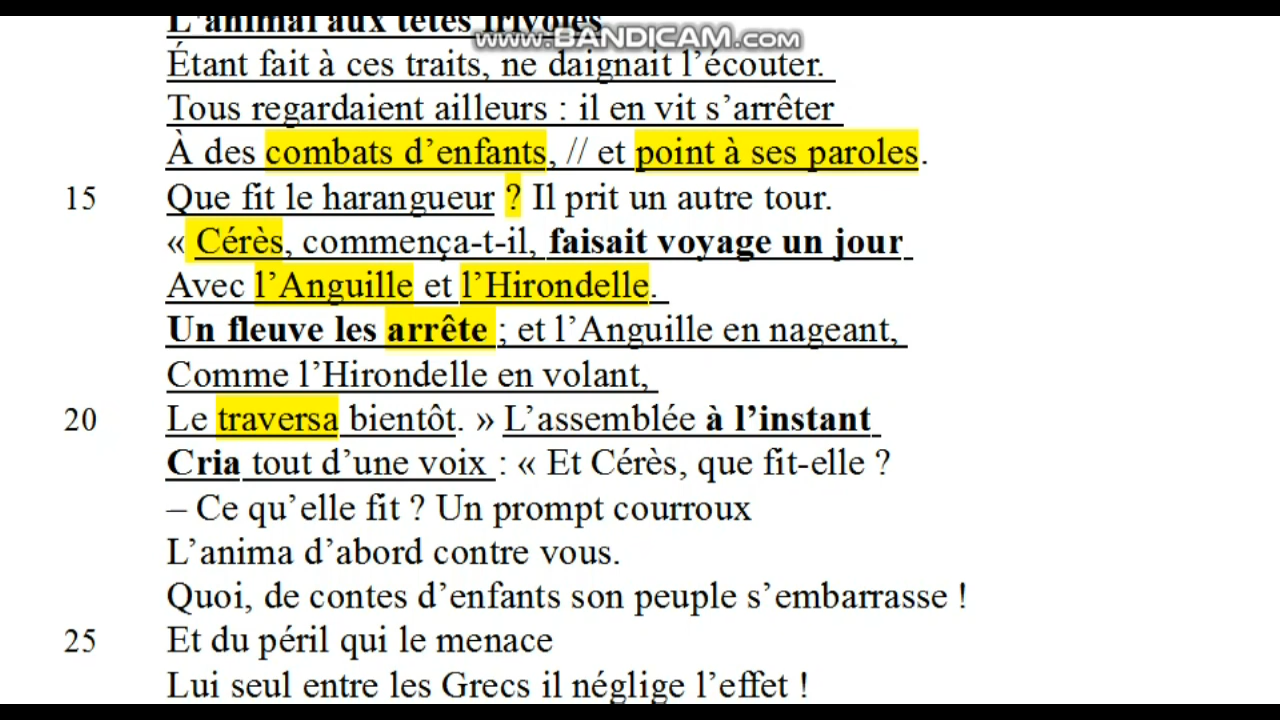 L’animal aux têtes frivoles
www.BANDICAM.com
Étant fait à ces traits, ne daignait l’écouter.
Tous regardaient ailleurs : il en vit s’arrêter
À des combats d’enfants, // et point à ses paroles.
15 Que fit le harangueur ? Il prit un autre tour.
« Cérès, commença-t-il, faisait voyage un jour
Avec l’Anguille et l’Hirondelle.
Un fleuve les arrête ; et l’Anguille en nageant,
Comme l’Hirondelle en volant,
20 Le traversa bientôt. » L’assemblée à l’instant
Cria tout d’une voix : « Et Cérès, que fit-elle ?
– Ce qu’elle fit ? Un prompt courroux
L’anima d’abord contre vous.
Quoi, de contes d’enfants son peuple s’embarrasse !
25 Et du péril qui le menace
Lui seul entre les Grecs il néglige l’effet !